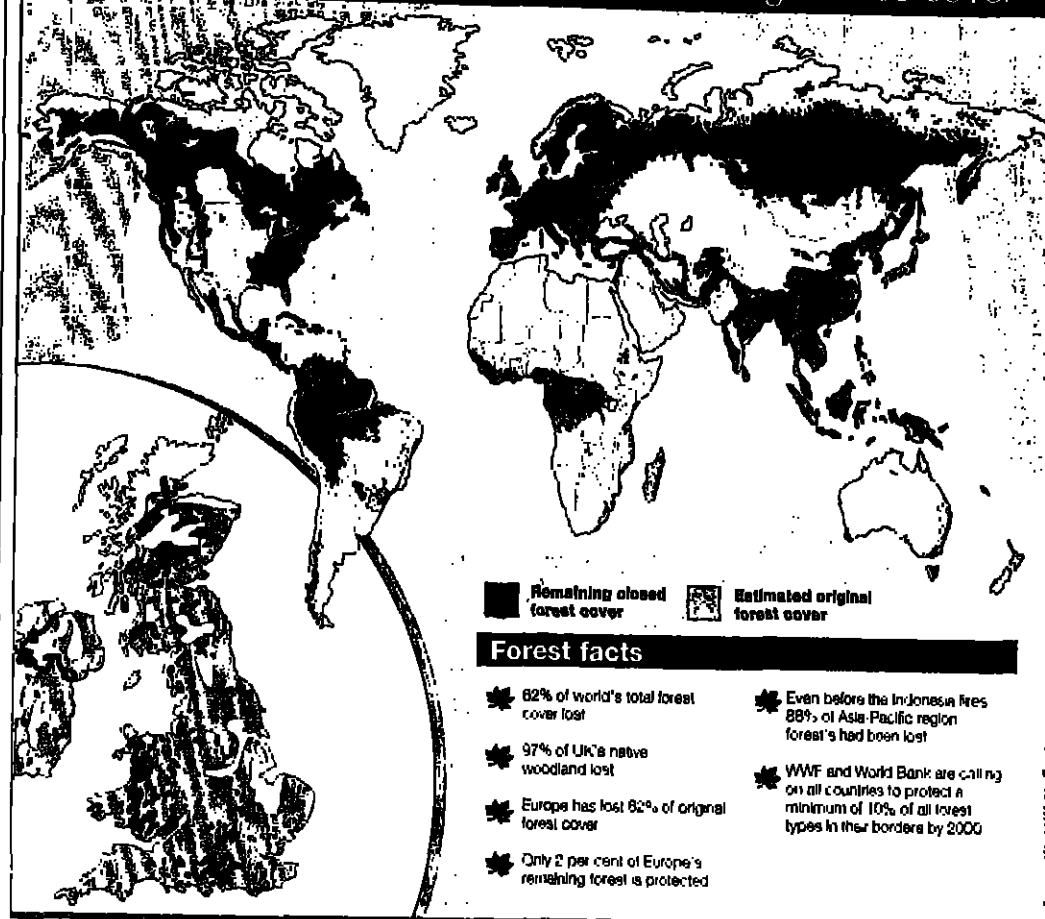 Remaining closed
forest cover
Estimated original
forest cover
Forest facts
62% of world's total forest
cover lost
97% of UK's native
woodland lost
Europe has lost 62% of original
forest cover
Only 2 per cent of Europe's
remaining forest is protected
Even before the Indonesia fires
88% of Asia-Pacific region
forest's had been lost
WWF and World Bank are calling
on all countries to protect a
minimum of 10% of all forest
types in their borders by 2000